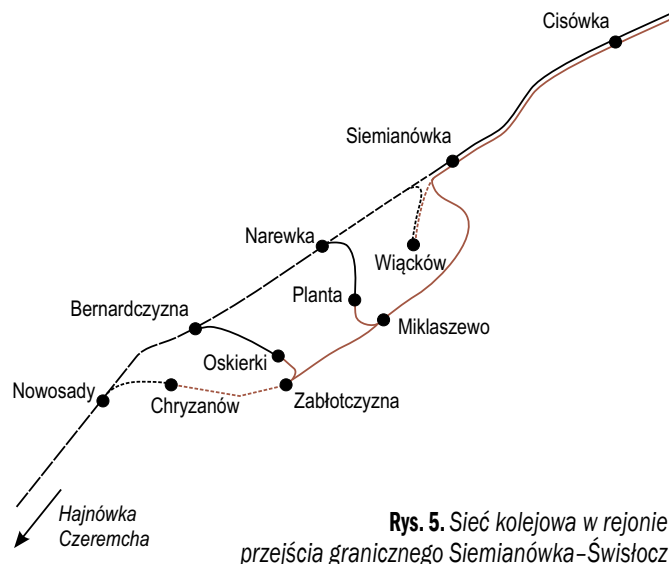 Cisówka
Siemianówka
Narewka
Wiącków
Planta
Bernardczyzna
Miklaszewo
Oskierki
Nowosady
Chryzanów
Zabłotczyzna
Hajnówka
Czeremcha
Rys. 5. Sieć kolejowa w rejonie
przejścia granicznego Siemianówka–Świsłocz